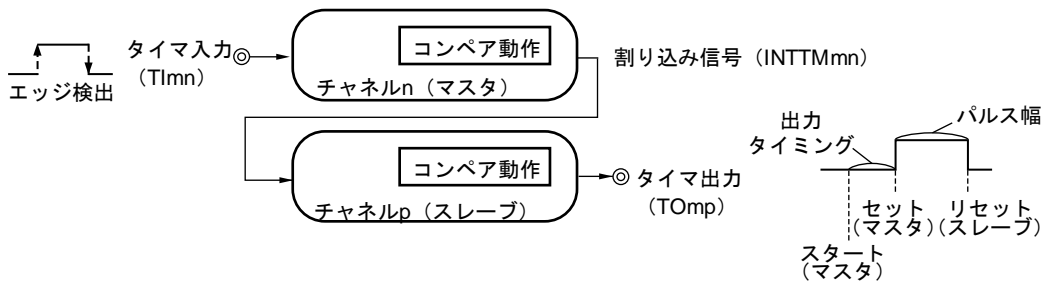 コンペア動作
タイマ入力
(TImn)
エッジ検出
チャネルn（マスタ）
割り込み信号（INTTMmn）
コンペア動作
チャネルp（スレーブ）
タイマ出力
(TOmp)
出力
タイミング
パルス幅
セット
（マスタ）
リセット
（スレーブ）
スタート
（マスタ）